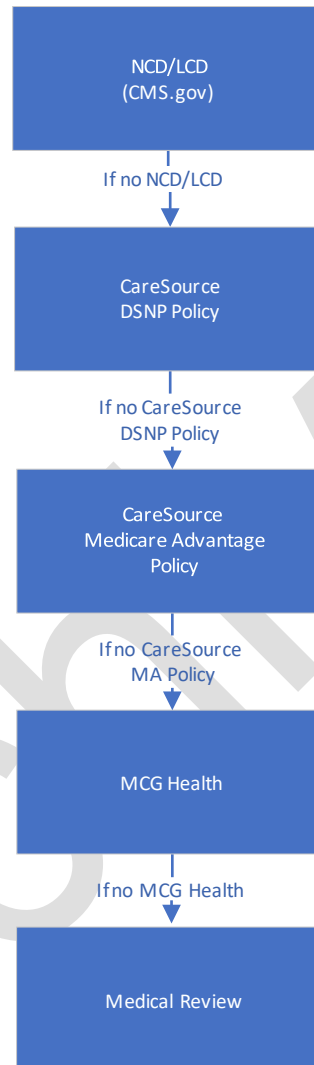 NCD/LCD
(CMS.gov)
If no NCD/LCD
CareSource
DSNP Policy
If no CareSource
DSNP Policy
CareSource
Medicare Advantage
Policy
If no CareSource
MA Policy
MCG Health
If no MCG Health
Medical Review